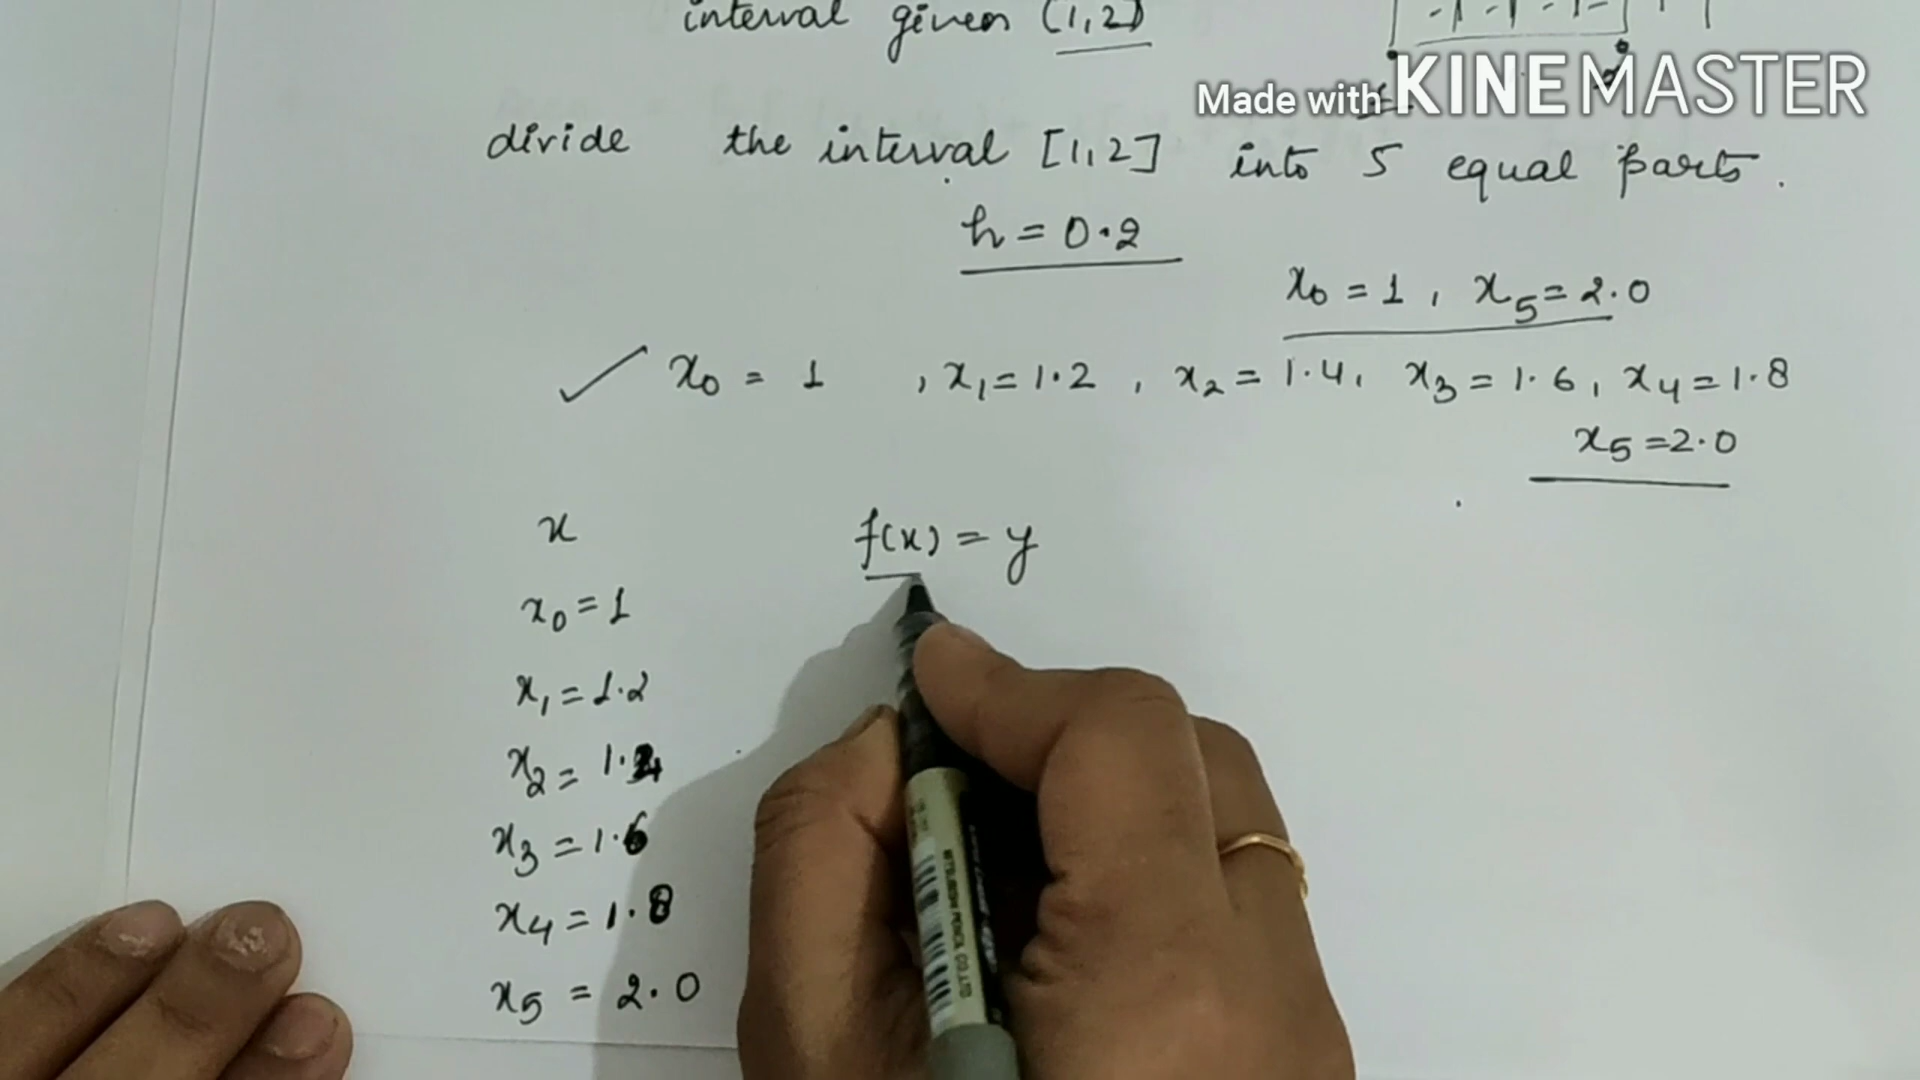 interval given (1,2)
Made with KINEMASTER
divide the interval [1,2] into 5 equal parts.
h = 0.2
x0 = 1, x5 = 2.0
✓ x0 = 1, x1 = 1.2, x2 = 1.4, x3 = 1.6, x4 = 1.8
x5 = 2.0
x f(x) = y
x0 = 1
x1 = 1.2
x2 = 1.4
x3 = 1.6
x4 = 1.8
x5 = 2.0